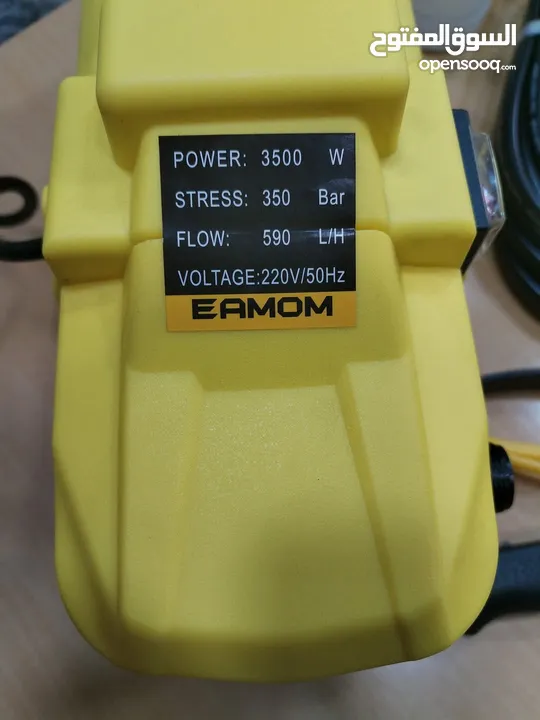 السوق المفتوح
opensooq.com
POWER: 3500 W
STRESS: 350 Bar
FLOW: 590 L/H
VOLTAGE:220V/50Hz
EAMOM